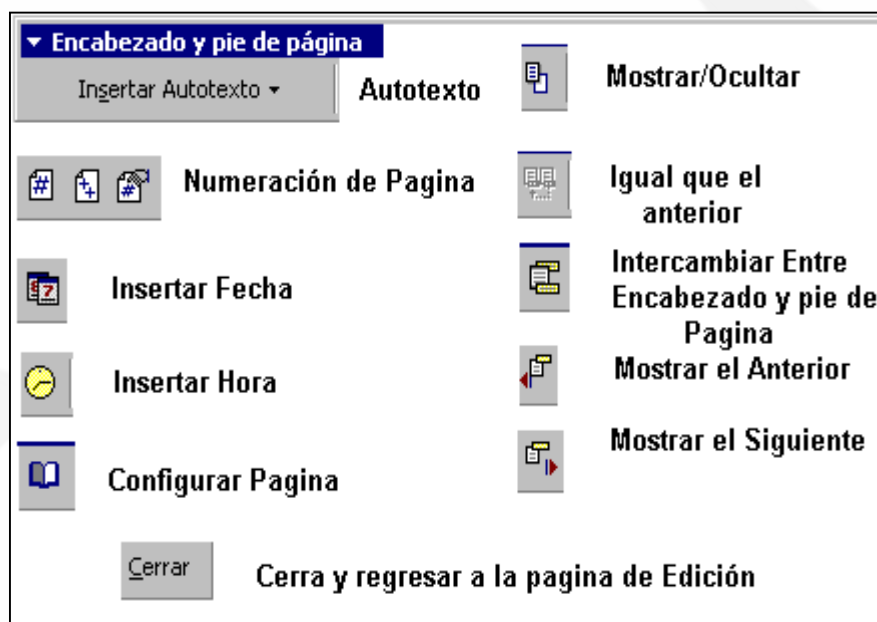 Encabezado y pie de página
Insertar Autotexto
Autotexto
Mostrar/Ocultar
Numeración de Pagina
Igual que el
anterior
Insertar Fecha
Intercambiar Entre
Encabezado y pie de
Pagina
Insertar Hora
Mostrar el Anterior
Configurar Pagina
Mostrar el Siguiente
Cerrar
Cerra y regresar a la pagina de Edición